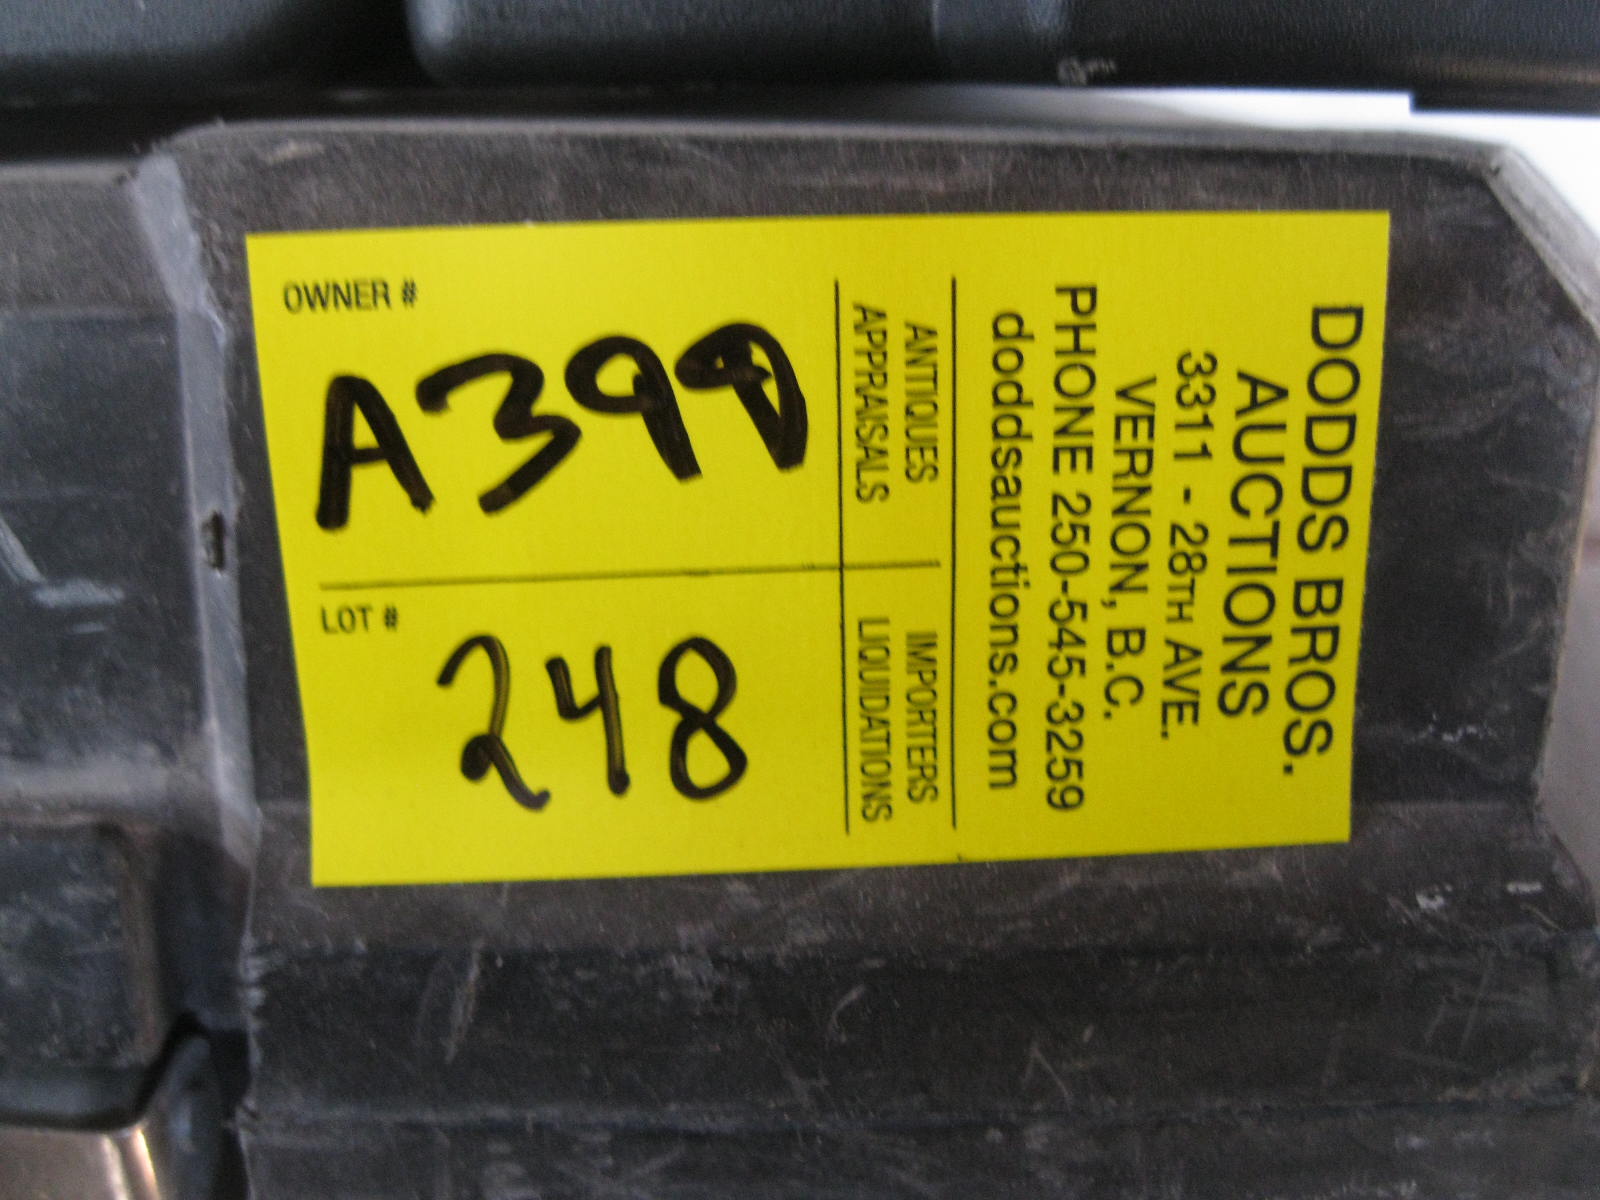 DODDS BROS.
AUCTIONS
3311 - 28TH AVE.
VERNON, B.C.
PHONE 250-545-3259
doddsauctions.com
ANTIQUES
APPRAISALS
IMPORTERS
LIQUIDATIONS
OWNER #
A399
LOT #
248